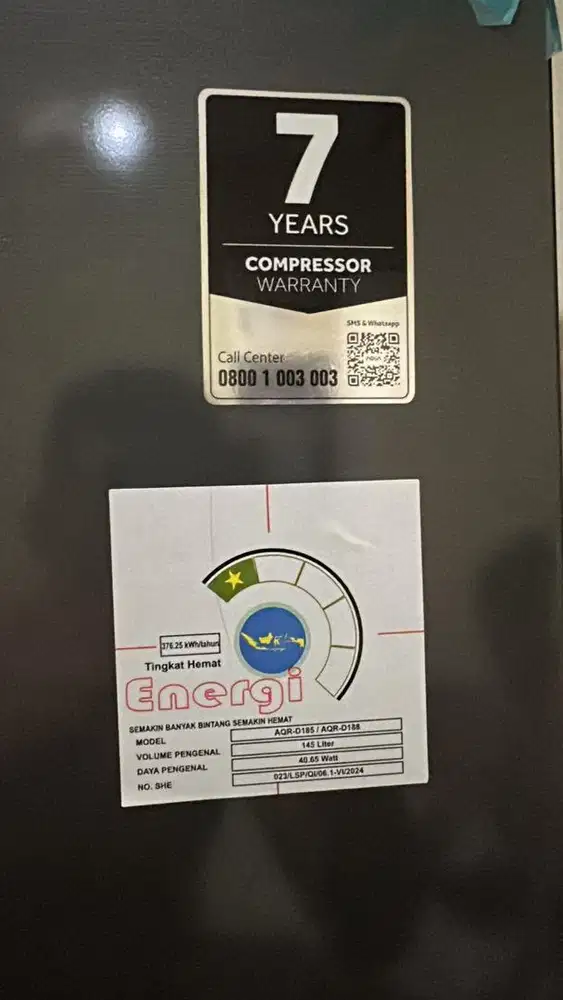 7
YEARS
COMPRESSOR
WARRANTY
SMS & Whatsapp
Call Center
0800 1 003 003
AQUA
376.25 kWh/tahun
Tingkat Hemat
Energi
SEMAKIN BANYAK BINTANG SEMAKIN HEMAT
MODEL AQR-D185 / AQR-D188
VOLUME PENGENAL 145 Liter
DAYA PENGENAL 40.65 Watt
NO. SHE 023/LSP/QI/06.1-VI/2024